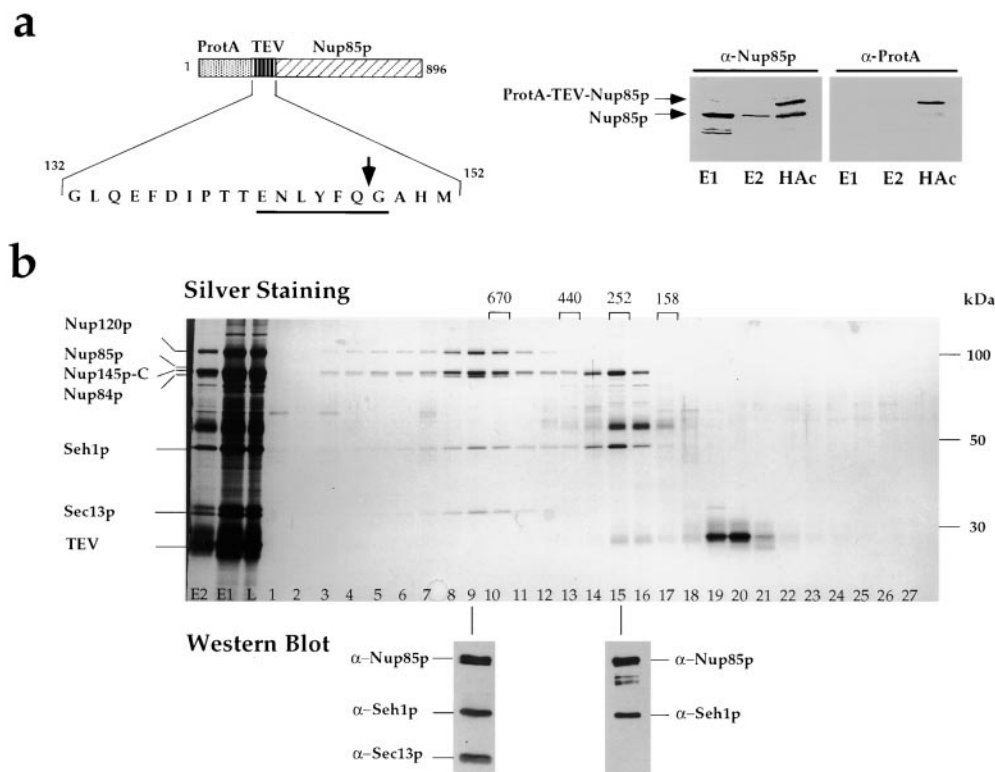 a
ProtA TEV Nup85p
1
896
132
152
G L Q E F D I P T T E N L Y F Q G A H M
α-Nup85p
α-ProtA
ProtA-TEV-Nup85p
Nup85p
E1 E2 HAc
E1 E2 HAc
b
Silver Staining
670 440 252 158
kDa
Nup120p
Nup85p
Nup145p-C
Nup84p
Seh1p
Sec13p
TEV
100
50
30
E2 E1 L 1 2 3 4 5 6 7 8 9 10 11 12 13 14 15 16 17 18 19 20 21 22 23 24 25 26 27
Western Blot
α-Nup85p
α-Seh1p
α-Sec13p
α-Nup85p
α-Seh1p